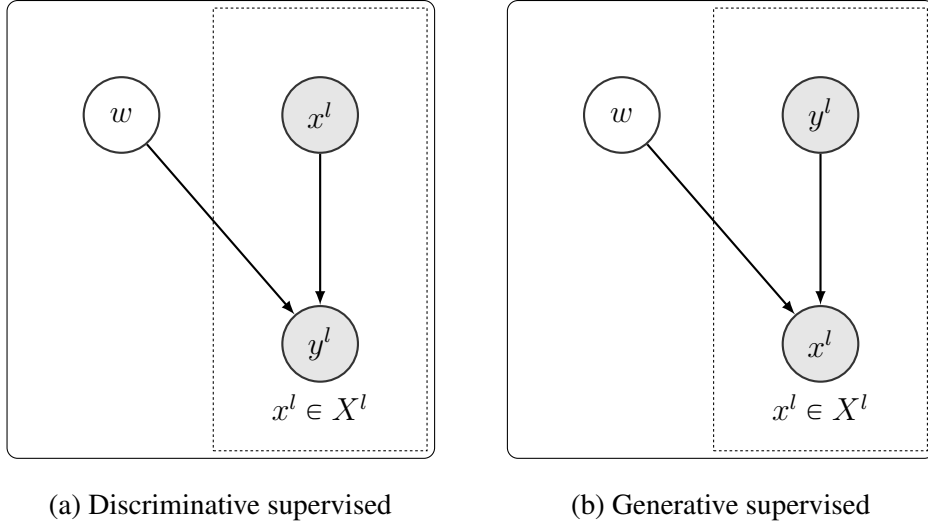 w
x^l
y^l
x^l ∈ X^l
(a) Discriminative supervised
w
y^l
x^l
x^l ∈ X^l
(b) Generative supervised